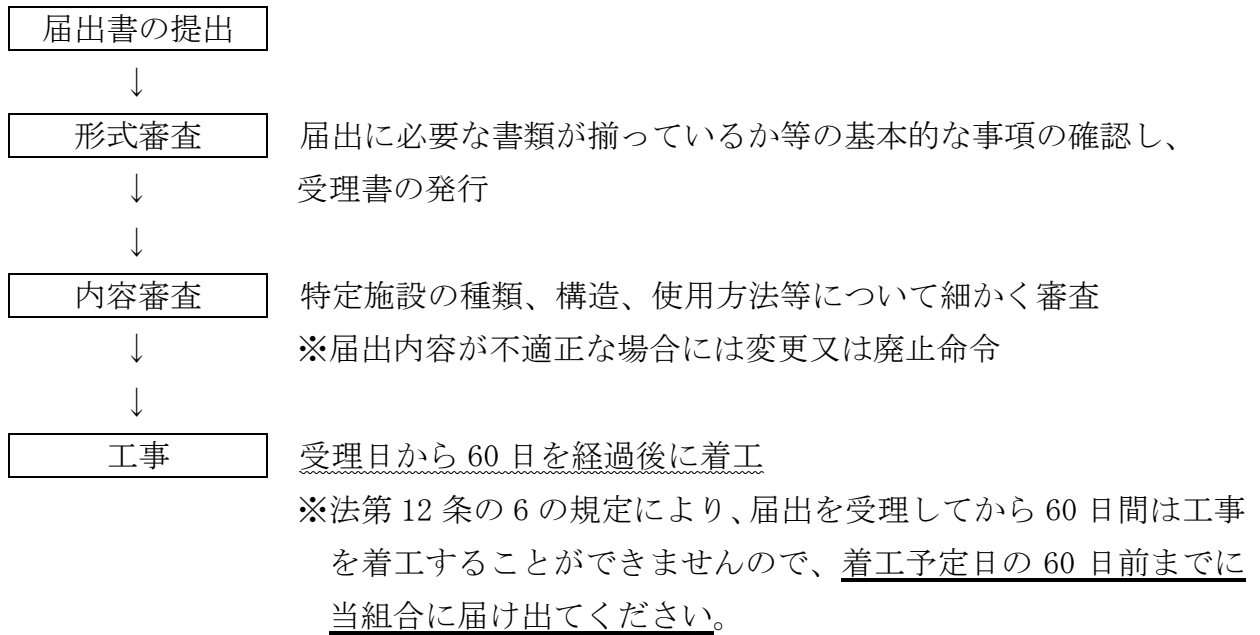 届出書の提出
↓
形式審査 届出に必要な書類が揃っているか等の基本的な事項の確認し、
↓ 受理書の発行
↓
内容審査 特定施設の種類、構造、使用方法等について細かく審査
↓ ※届出内容が不適正な場合には変更又は廃止命令
↓
工事 受理日から 60 日を経過後に着工
※法第 12 条の 6 の規定により、届出を受理してから 60 日間は工事
を着工することができませんので、着工予定日の 60 日前までに
当組合に届け出てください。